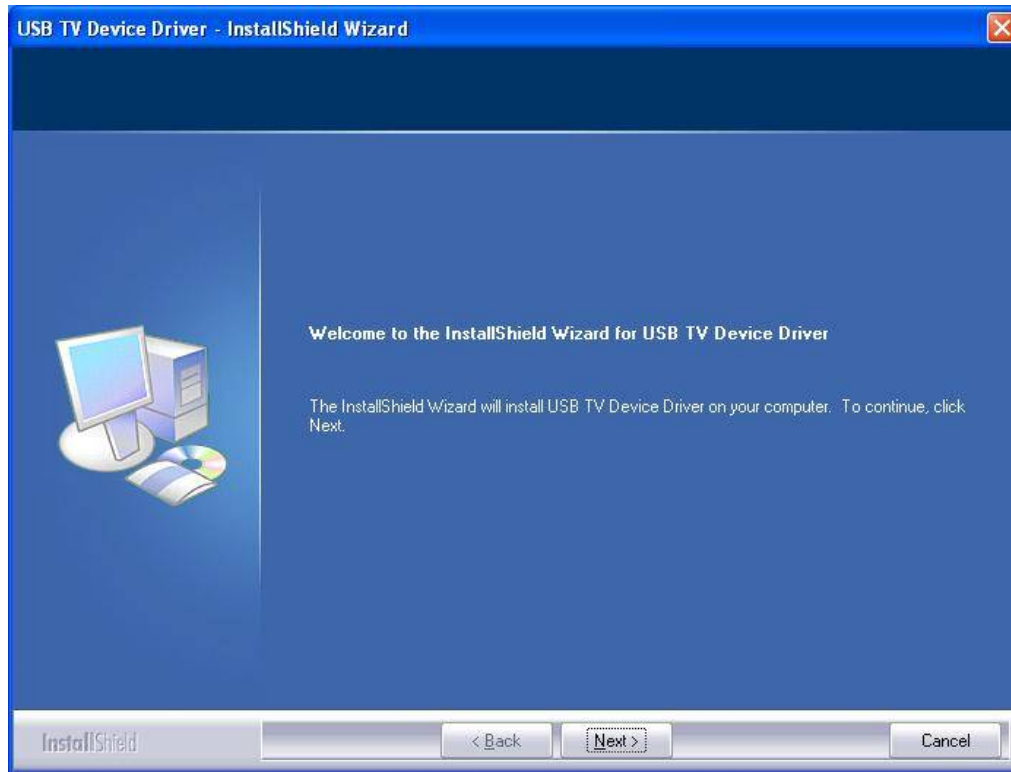 USB TV Device Driver - InstallShield Wizard
Welcome to the InstallShield Wizard for USB TV Device Driver
The InstallShield Wizard will install USB TV Device Driver on your computer. To continue, click
Next.
InstallShield
< Back
Next >
Cancel